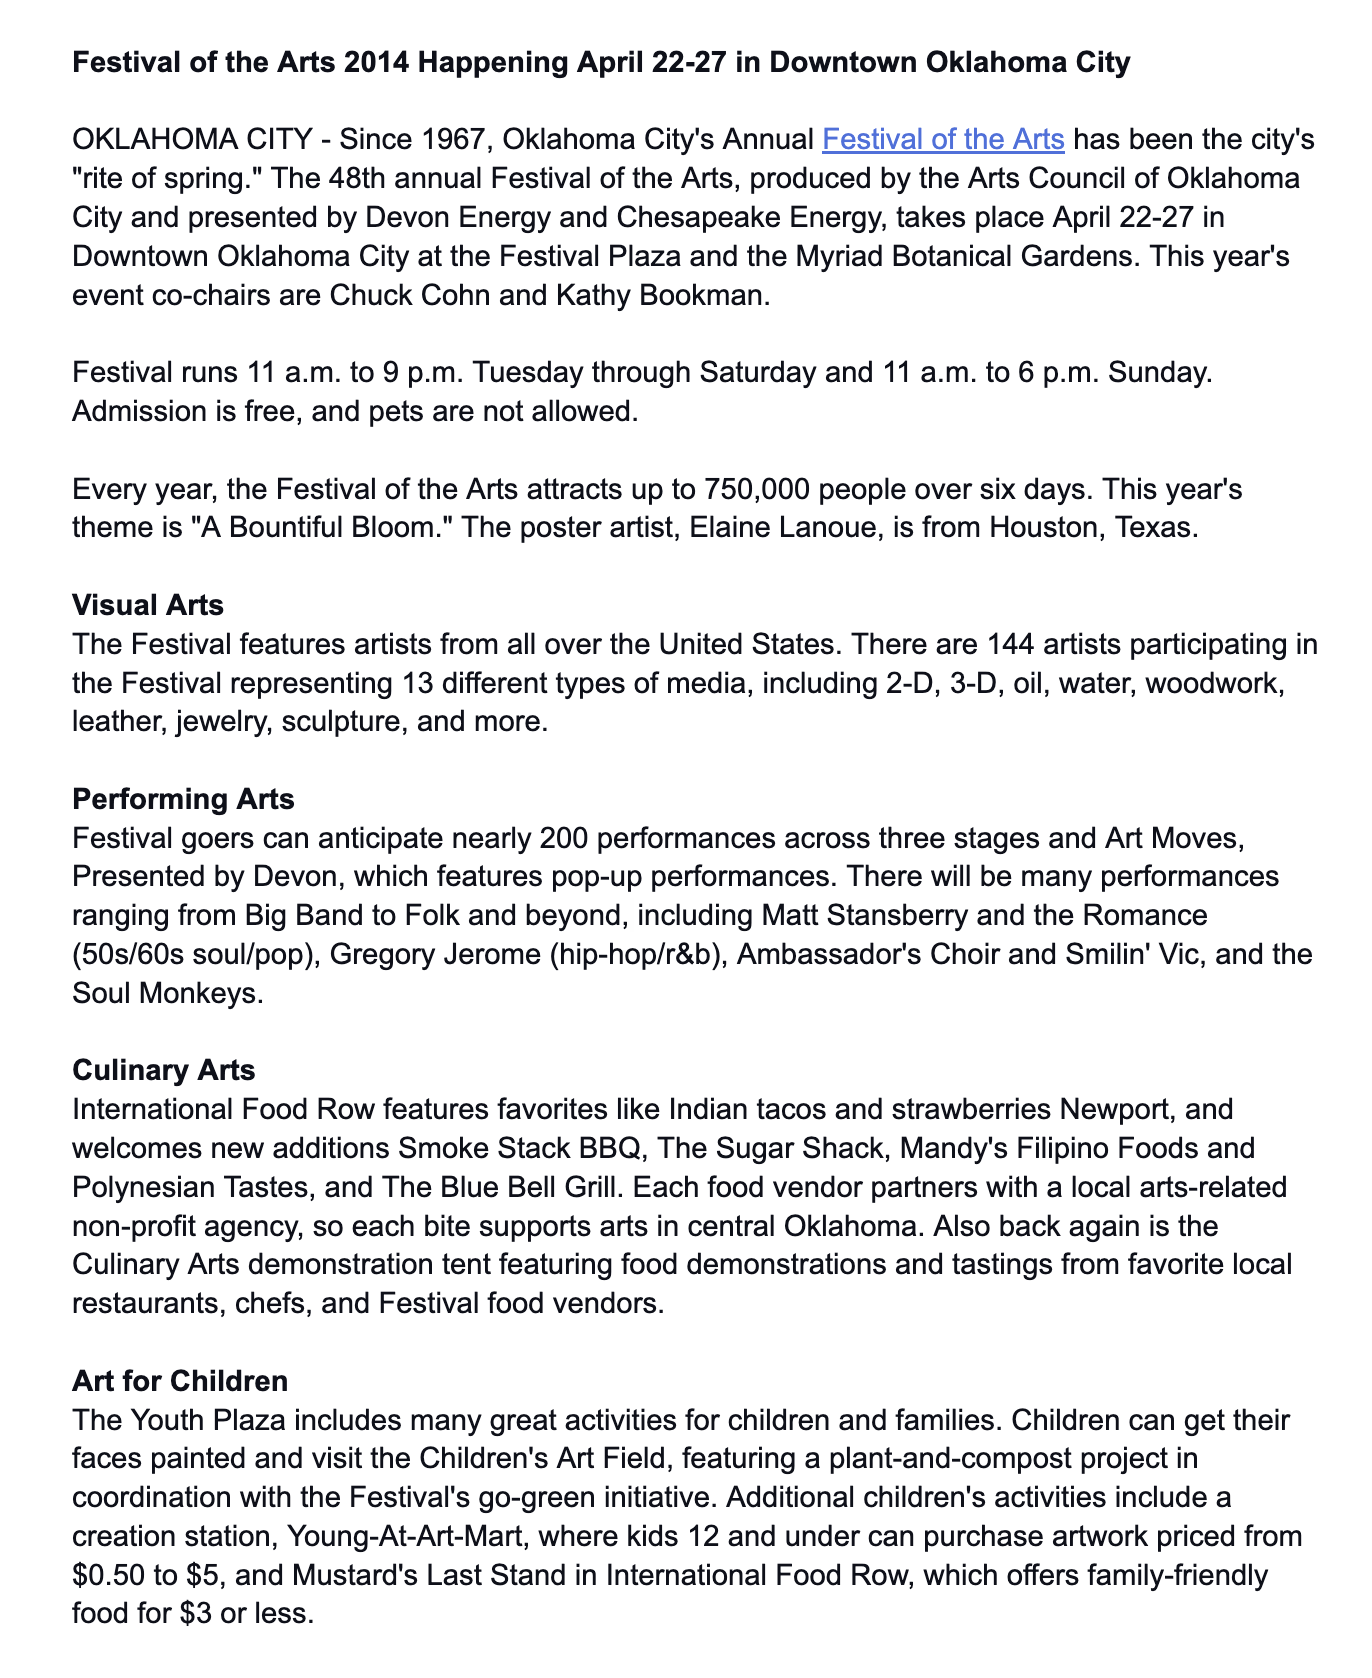 Festival of the Arts 2014 Happening April 22-27 in Downtown Oklahoma City
OKLAHOMA CITY - Since 1967, Oklahoma City's Annual Festival of the Arts has been the city's
"rite of spring." The 48th annual Festival of the Arts, produced by the Arts Council of Oklahoma
City and presented by Devon Energy and Chesapeake Energy, takes place April 22-27 in
Downtown Oklahoma City at the Festival Plaza and the Myriad Botanical Gardens. This year's
event co-chairs are Chuck Cohn and Kathy Bookman.
Festival runs 11 a.m. to 9 p.m. Tuesday through Saturday and 11 a.m. to 6 p.m. Sunday.
Admission is free, and pets are not allowed.
Every year, the Festival of the Arts attracts up to 750,000 people over six days. This year's
theme is "A Bountiful Bloom." The poster artist, Elaine Lanoue, is from Houston, Texas.
Visual Arts
The Festival features artists from all over the United States. There are 144 artists participating in
the Festival representing 13 different types of media, including 2-D, 3-D, oil, water, woodwork,
leather, jewelry, sculpture, and more.
Performing Arts
Festival goers can anticipate nearly 200 performances across three stages and Art Moves,
Presented by Devon, which features pop-up performances. There will be many performances
ranging from Big Band to Folk and beyond, including Matt Stansberry and the Romance
(50s/60s soul/pop), Gregory Jerome (hip-hop/r&b), Ambassador's Choir and Smilin' Vic, and the
Soul Monkeys.
Culinary Arts
International Food Row features favorites like Indian tacos and strawberries Newport, and
welcomes new additions Smoke Stack BBQ, The Sugar Shack, Mandy's Filipino Foods and
Polynesian Tastes, and The Blue Bell Grill. Each food vendor partners with a local arts-related
non-profit agency, so each bite supports arts in central Oklahoma. Also back again is the
Culinary Arts demonstration tent featuring food demonstrations and tastings from favorite local
restaurants, chefs, and Festival food vendors.
Art for Children
The Youth Plaza includes many great activities for children and families. Children can get their
faces painted and visit the Children's Art Field, featuring a plant-and-compost project in
coordination with the Festival's go-green initiative. Additional children's activities include a
creation station, Young-At-Art-Mart, where kids 12 and under can purchase artwork priced from
$0.50 to $5, and Mustard's Last Stand in International Food Row, which offers family-friendly
food for $3 or less.